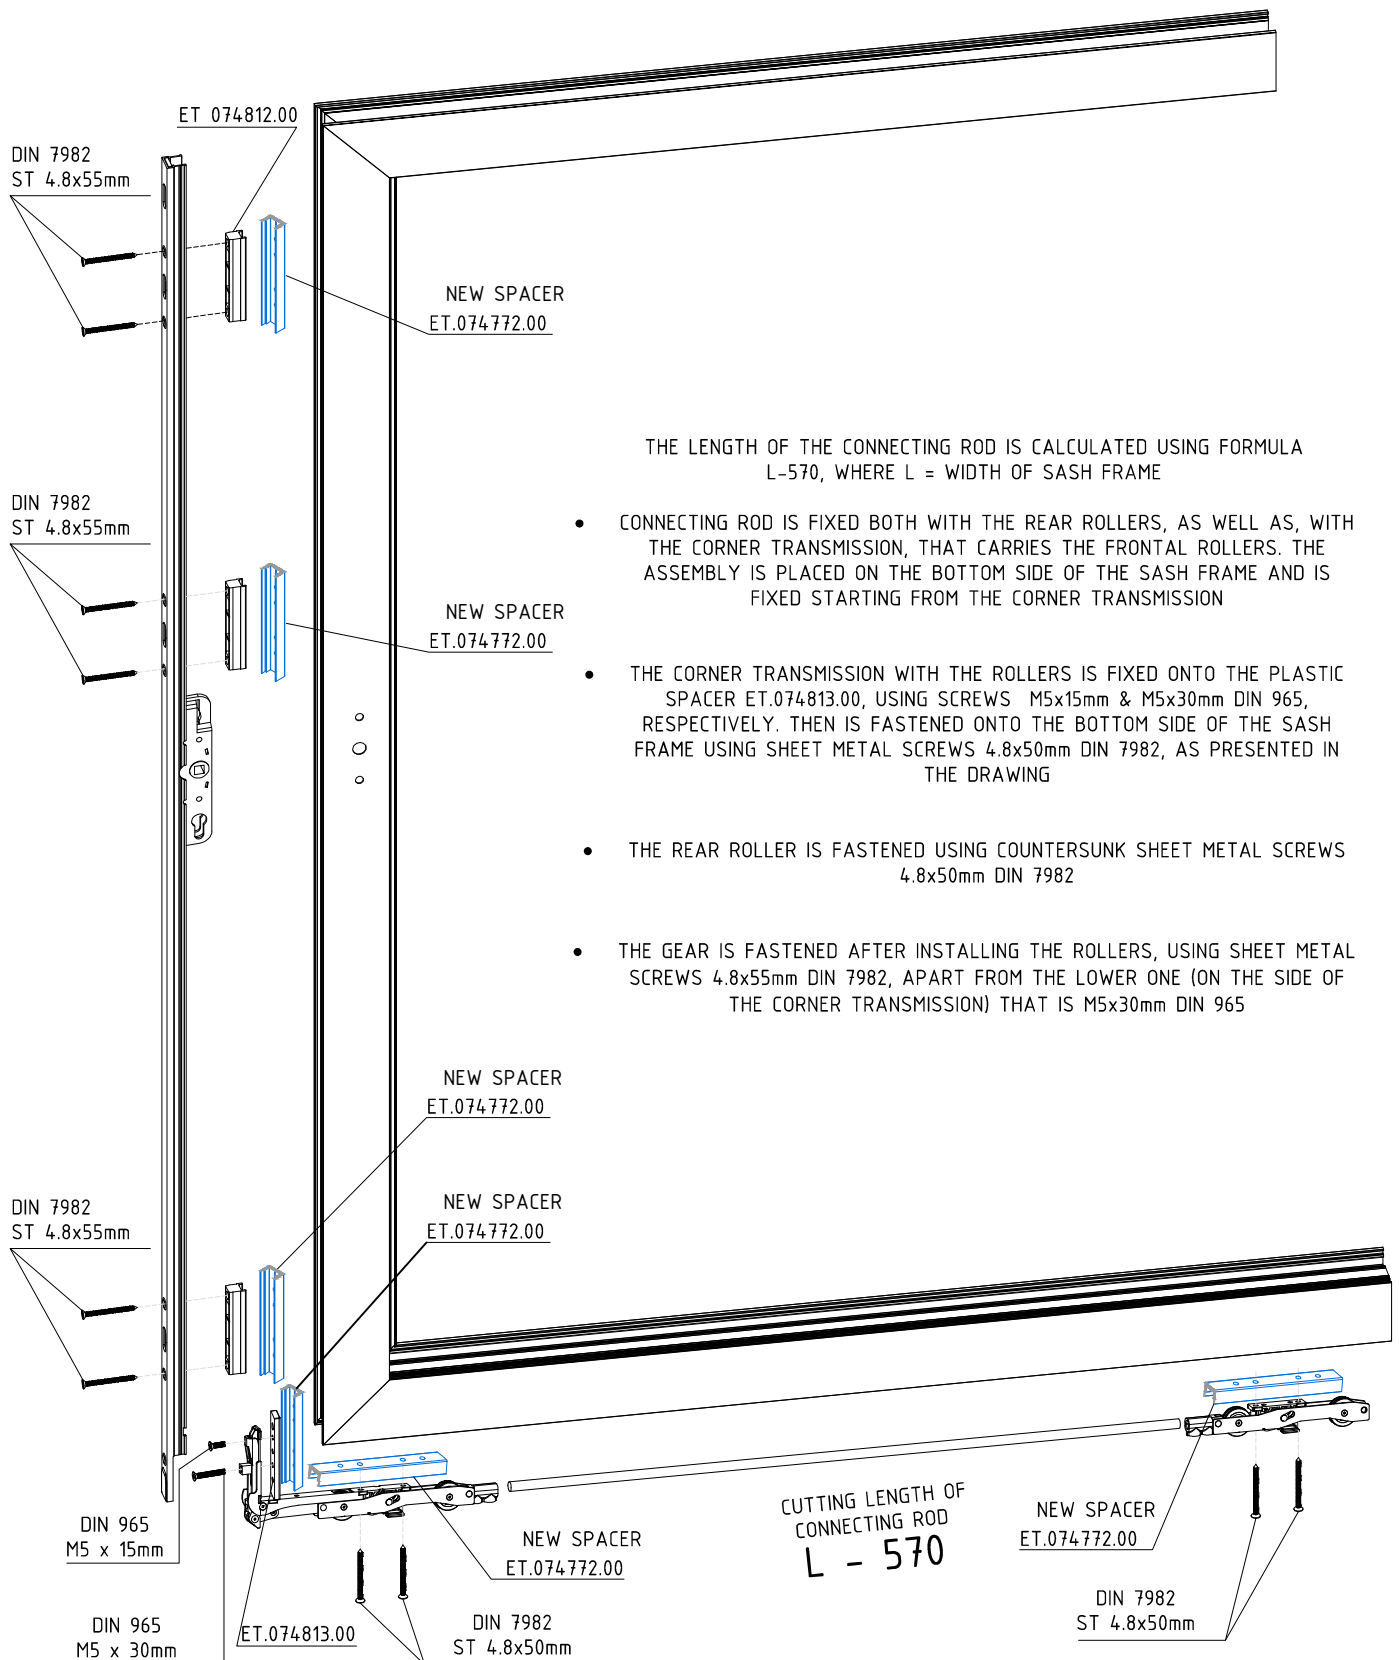 ET 074812.00
DIN 7982
ST 4.8x55mm
NEW SPACER
ET.074772.00
THE LENGTH OF THE CONNECTING ROD IS CALCULATED USING FORMULA
L-570, WHERE L = WIDTH OF SASH FRAME
DIN 7982
ST 4.8x55mm
• CONNECTING ROD IS FIXED BOTH WITH THE REAR ROLLERS, AS WELL AS, WITH
THE CORNER TRANSMISSION, THAT CARRIES THE FRONTAL ROLLERS. THE
ASSEMBLY IS PLACED ON THE BOTTOM SIDE OF THE SASH FRAME AND IS
FIXED STARTING FROM THE CORNER TRANSMISSION
NEW SPACER
ET.074772.00
• THE CORNER TRANSMISSION WITH THE ROLLERS IS FIXED ONTO THE PLASTIC
SPACER ET.074813.00, USING SCREWS M5x15mm & M5x30mm DIN 965,
RESPECTIVELY. THEN IS FASTENED ONTO THE BOTTOM SIDE OF THE SASH
FRAME USING SHEET METAL SCREWS 4.8x50mm DIN 7982, AS PRESENTED IN
THE DRAWING
• THE REAR ROLLER IS FASTENED USING COUNTERSUNK SHEET METAL SCREWS
4.8x50mm DIN 7982
• THE GEAR IS FASTENED AFTER INSTALLING THE ROLLERS, USING SHEET METAL
SCREWS 4.8x55mm DIN 7982, APART FROM THE LOWER ONE (ON THE SIDE OF
THE CORNER TRANSMISSION) THAT IS M5x30mm DIN 965
NEW SPACER
ET.074772.00
NEW SPACER
ET.074772.00
DIN 7982
ST 4.8x55mm
DIN 965
M5 x 15mm
DIN 965
M5 x 30mm
ET.074813.00
NEW SPACER
ET.074772.00
DIN 7982
ST 4.8x50mm
CUTTING LENGTH OF
CONNECTING ROD
L - 570
NEW SPACER
ET.074772.00
DIN 7982
ST 4.8x50mm